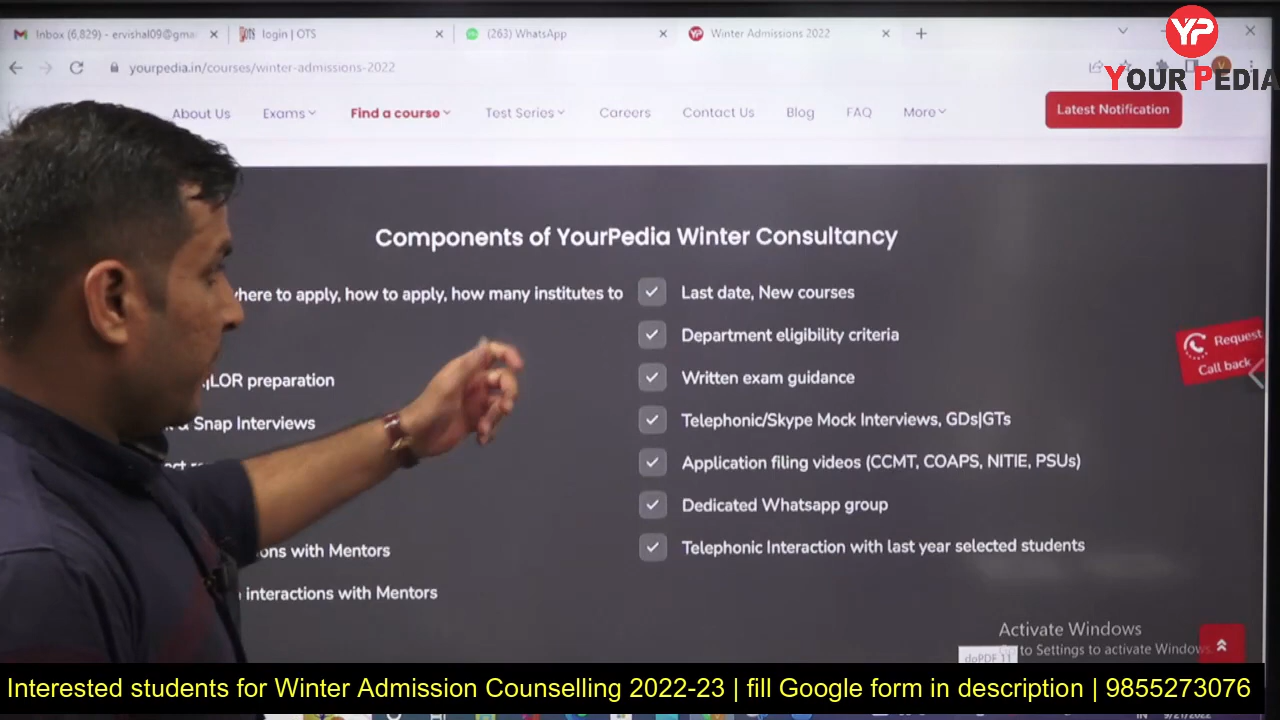 Inbox (6,829) - ervishal09@gma
login | OTS
(263) WhatsApp
Winter Admissions 2022
YP
YOUR PEDIA
yourpedia.in/courses/winter-admissions-2022
About Us
Exams
Find a course
Test Series
Careers
Contact Us
Blog
FAQ
More
Latest Notification
Components of YourPedia Winter Consultancy
here to apply, how to apply, how many institutes to
LOR preparation
& Snap Interviews
ons with Mentors
interactions with Mentors
Last date, New courses
Department eligibility criteria
Written exam guidance
Telephonic/Skype Mock Interviews, GDs|GTs
Application filing videos (CCMT, COAPS, NITIE, PSUs)
Dedicated Whatsapp group
Telephonic Interaction with last year selected students
Request
Call back
Activate Windows
to Settings to activate Windows.
doPDF 11
Interested students for Winter Admission Counselling 2022-23 | fill Google form in description | 9855273076
IN
9/21/2022